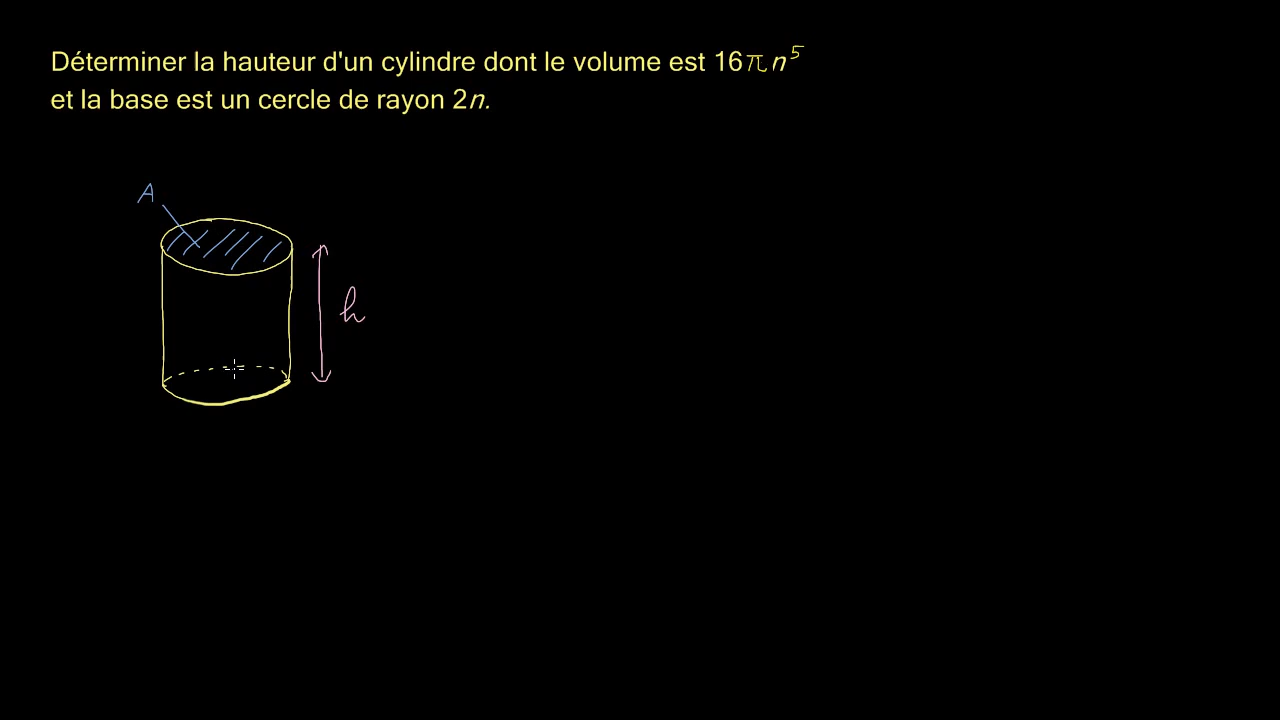 Déterminer la hauteur d'un cylindre dont le volume est 16πn⁵
et la base est un cercle de rayon 2n.
A
h